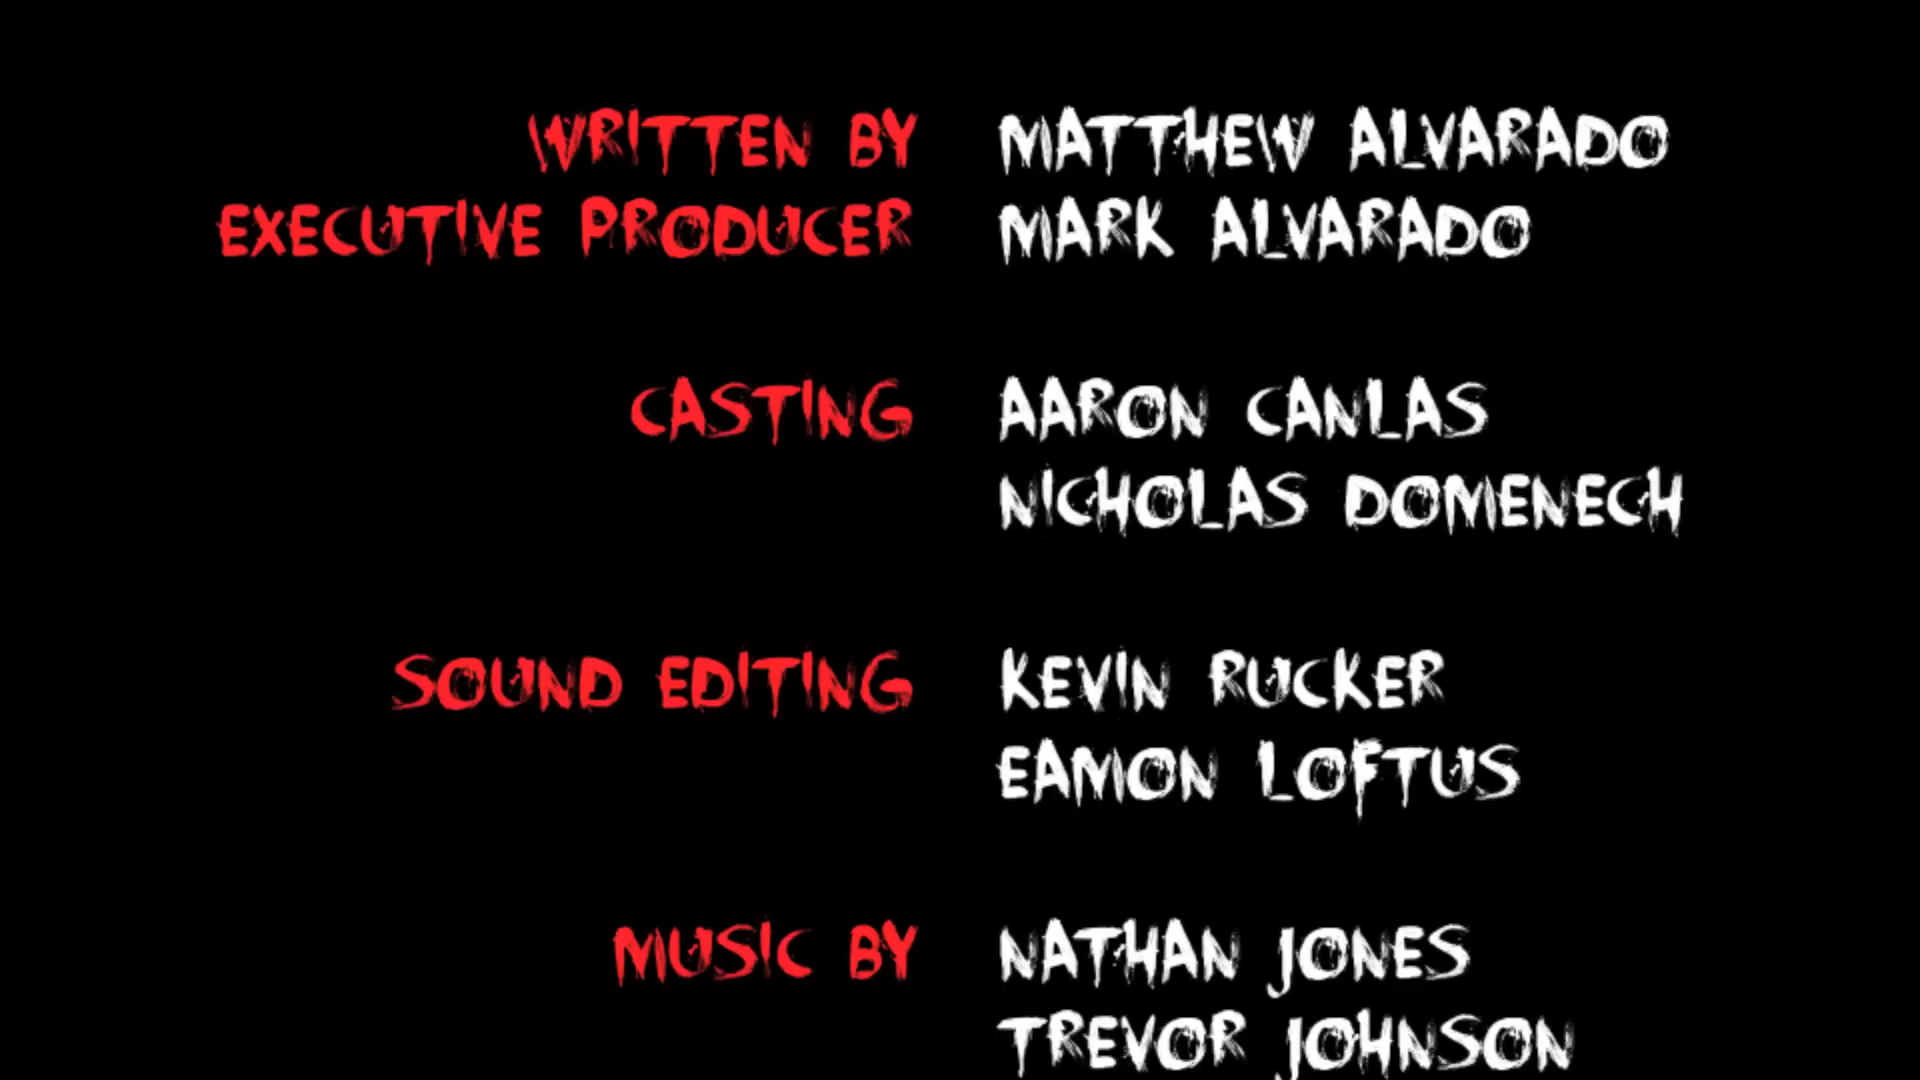 WRITTEN BY MATTHEW ALVARADO
EXECUTIVE PRODUCER MARK ALVARADO
CASTING AARON CANLAS
NICHOLAS DOMENECH
SOUND EDITING KEVIN RUCKER
EAMON LOFTUS
MUSIC BY NATHAN JONES
TREVOR JOHNSON